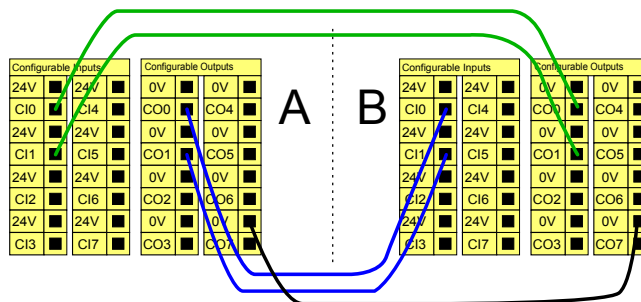 A B
Configurable Inputs Configurable Outputs Configurable Inputs Configurable Outputs
24V 24V 0V 0V 24V 24V 0V 0V
CI0 CI4 CO0 CO4 CI0 CI4 CO0 CO4
24V 24V 0V 0V 24V 24V 0V 0V
CI1 CI5 CO1 CO5 CI1 CI5 CO1 CO5
24V 24V 0V 0V 24V 24V 0V 0V
CI2 CI6 CO2 CO6 CI2 CI6 CO2 CO6
24V 24V 0V 0V 24V 24V 0V 0V
CI3 CI7 CO3 CO7 CI3 CI7 CO3 CO7